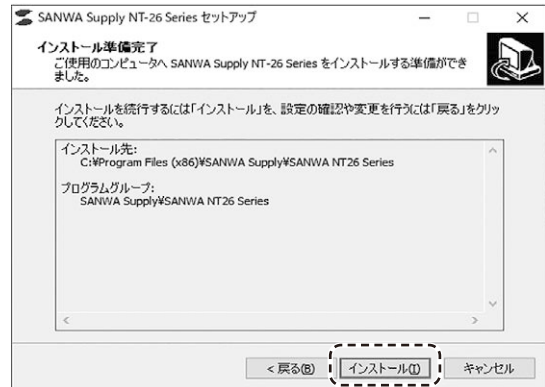 SANWA Supply NT-26 Series セットアップ
インストール準備完了
ご使用のコンピュータへ SANWA Supply NT-26 Series をインストールする準備ができ
ました。
インストールを続行するには「インストール」を、設定の確認や変更を行うには「戻る」をクリッ
クしてください。
インストール先:
C:¥Program Files (x86)¥SANWA Supply¥SANWA NT26 Series
プログラムグループ:
SANWA Supply¥SANWA NT26 Series
< 戻る(B) インストール(I) キャンセル